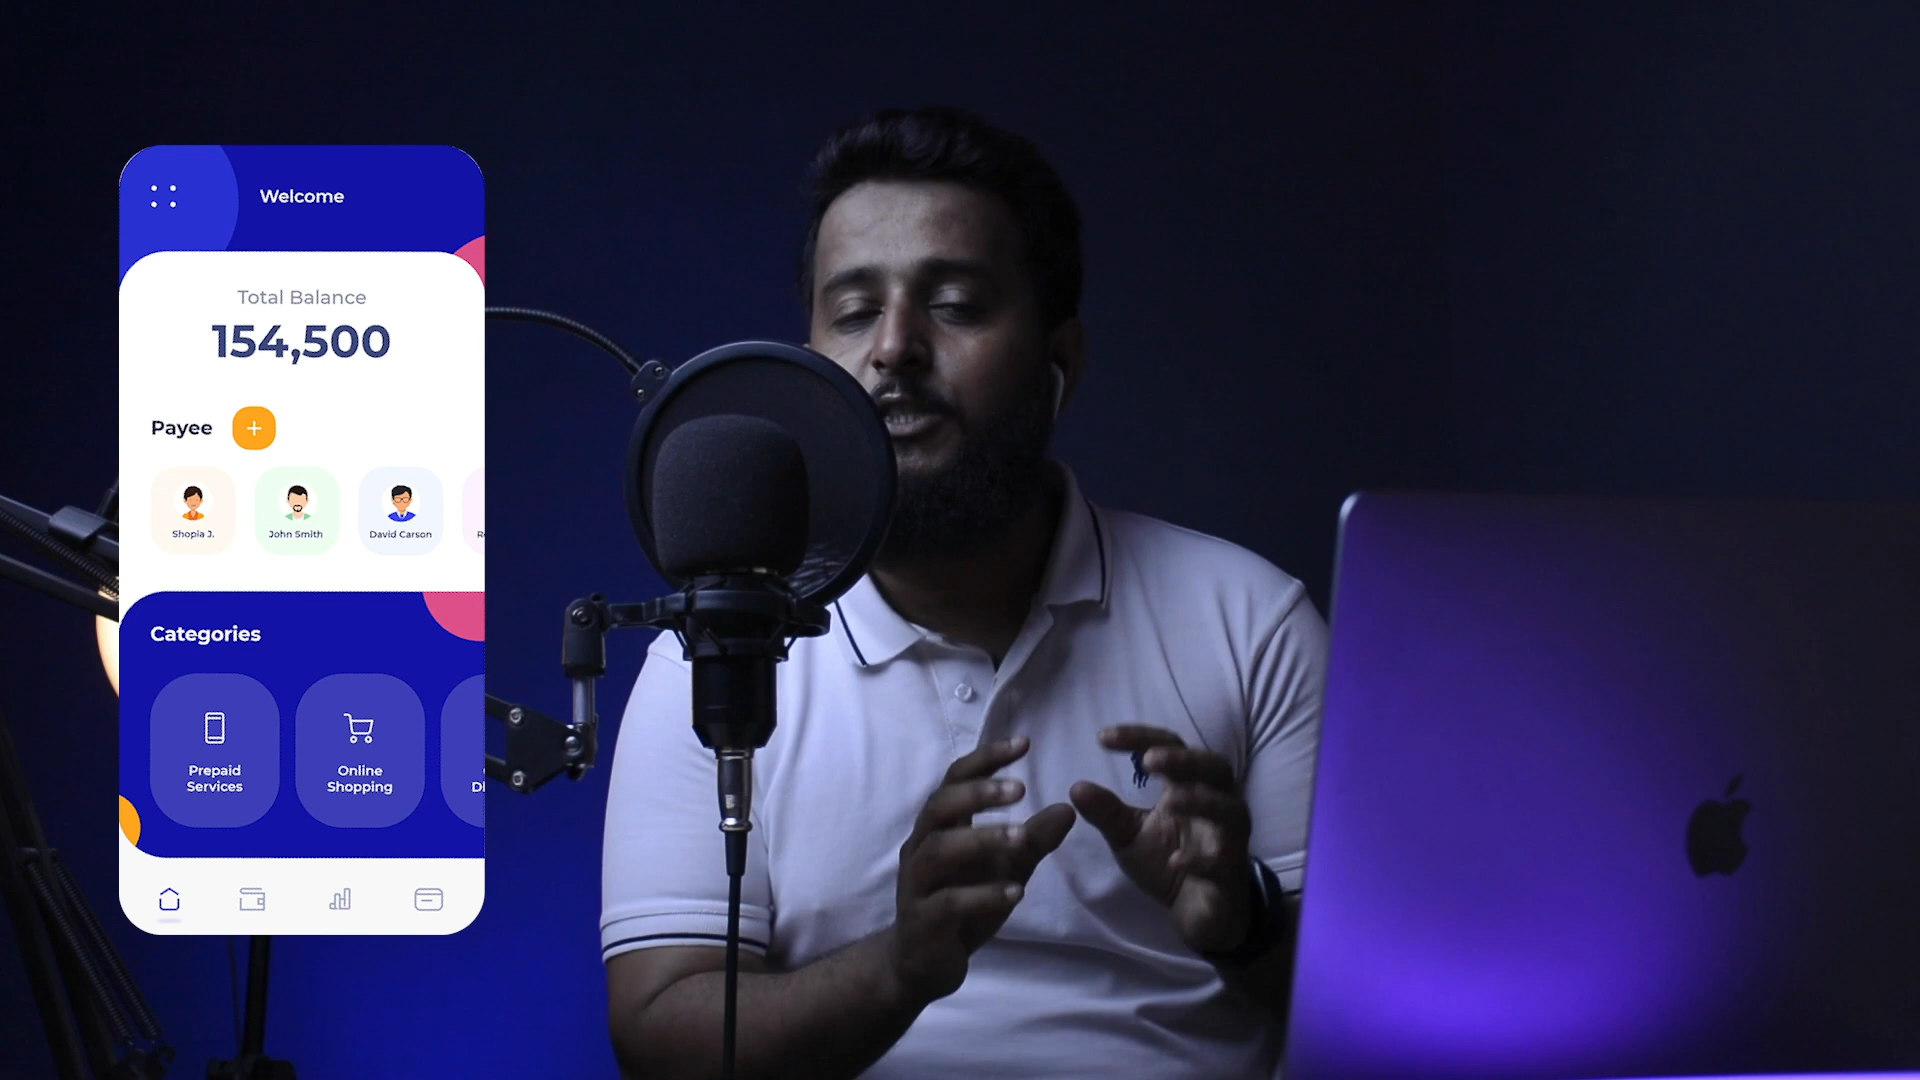 Welcome
Total Balance
154,500
Payee
Shopia J.
John Smith
David Carson
Categories
Prepaid
Services
Online
Shopping